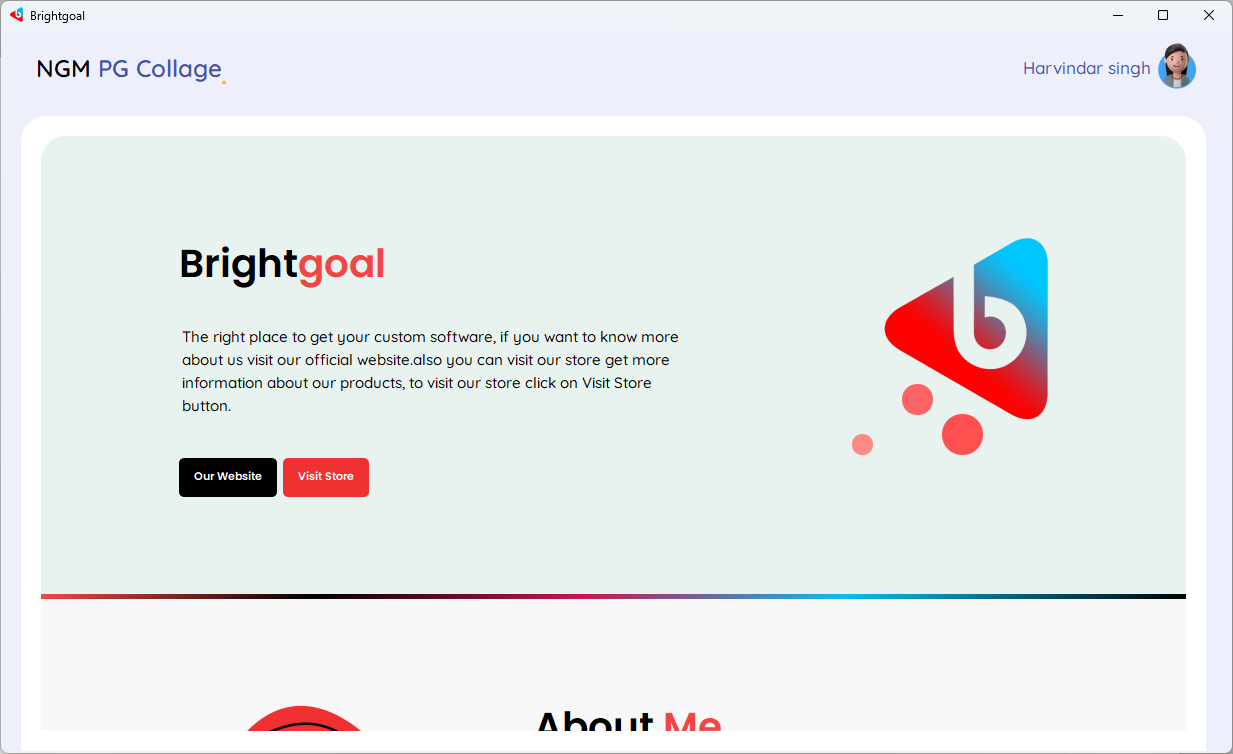 Brightgoal
NGM PG Collage.
Harvindar singh
Brightgoal
The right place to get your custom software, if you want to know more
about us visit our official website.also you can visit our store get more
information about our products, to visit our store click on Visit Store
button.
Our Website
Visit Store
About Me